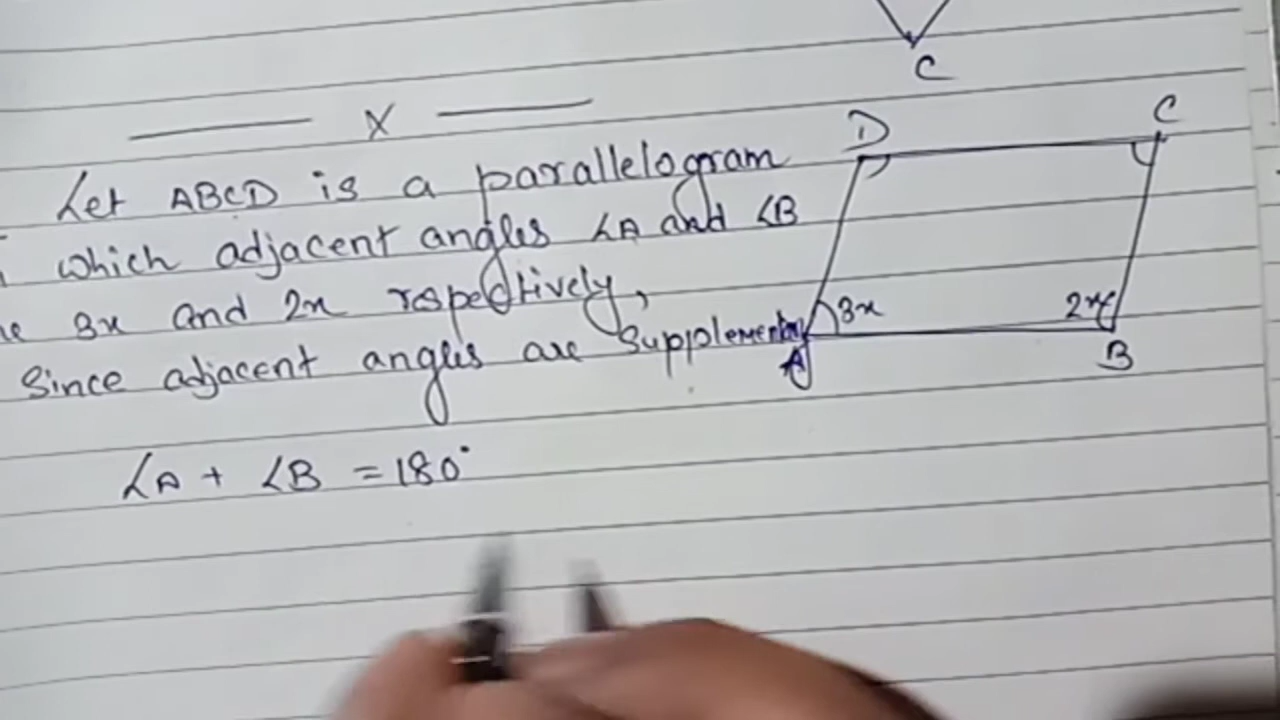 C
X
Let ABCD is a parallelogram
which adjacent angles ∠A and ∠B
3x and 2x respectively,
Since adjacent angles are Supplementary
∠A + ∠B = 180°
D
C
3x
2x
A
B